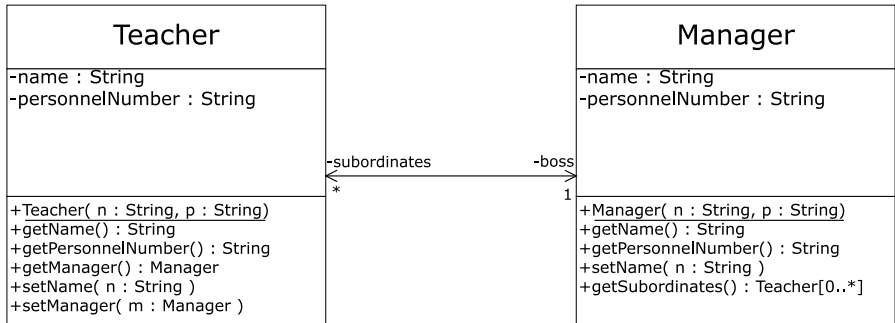 Teacher
-name : String
-personnelNumber : String
+Teacher( n : String, p : String)
+getName() : String
+getPersonnelNumber() : String
+getManager() : Manager
+setName( n : String )
+setManager( m : Manager )
-subordinates
*
-boss
1
Manager
-name : String
-personnelNumber : String
+Manager( n : String, p : String)
+getName() : String
+getPersonnelNumber() : String
+setName( n : String )
+getSubordinates() : Teacher[0..*]